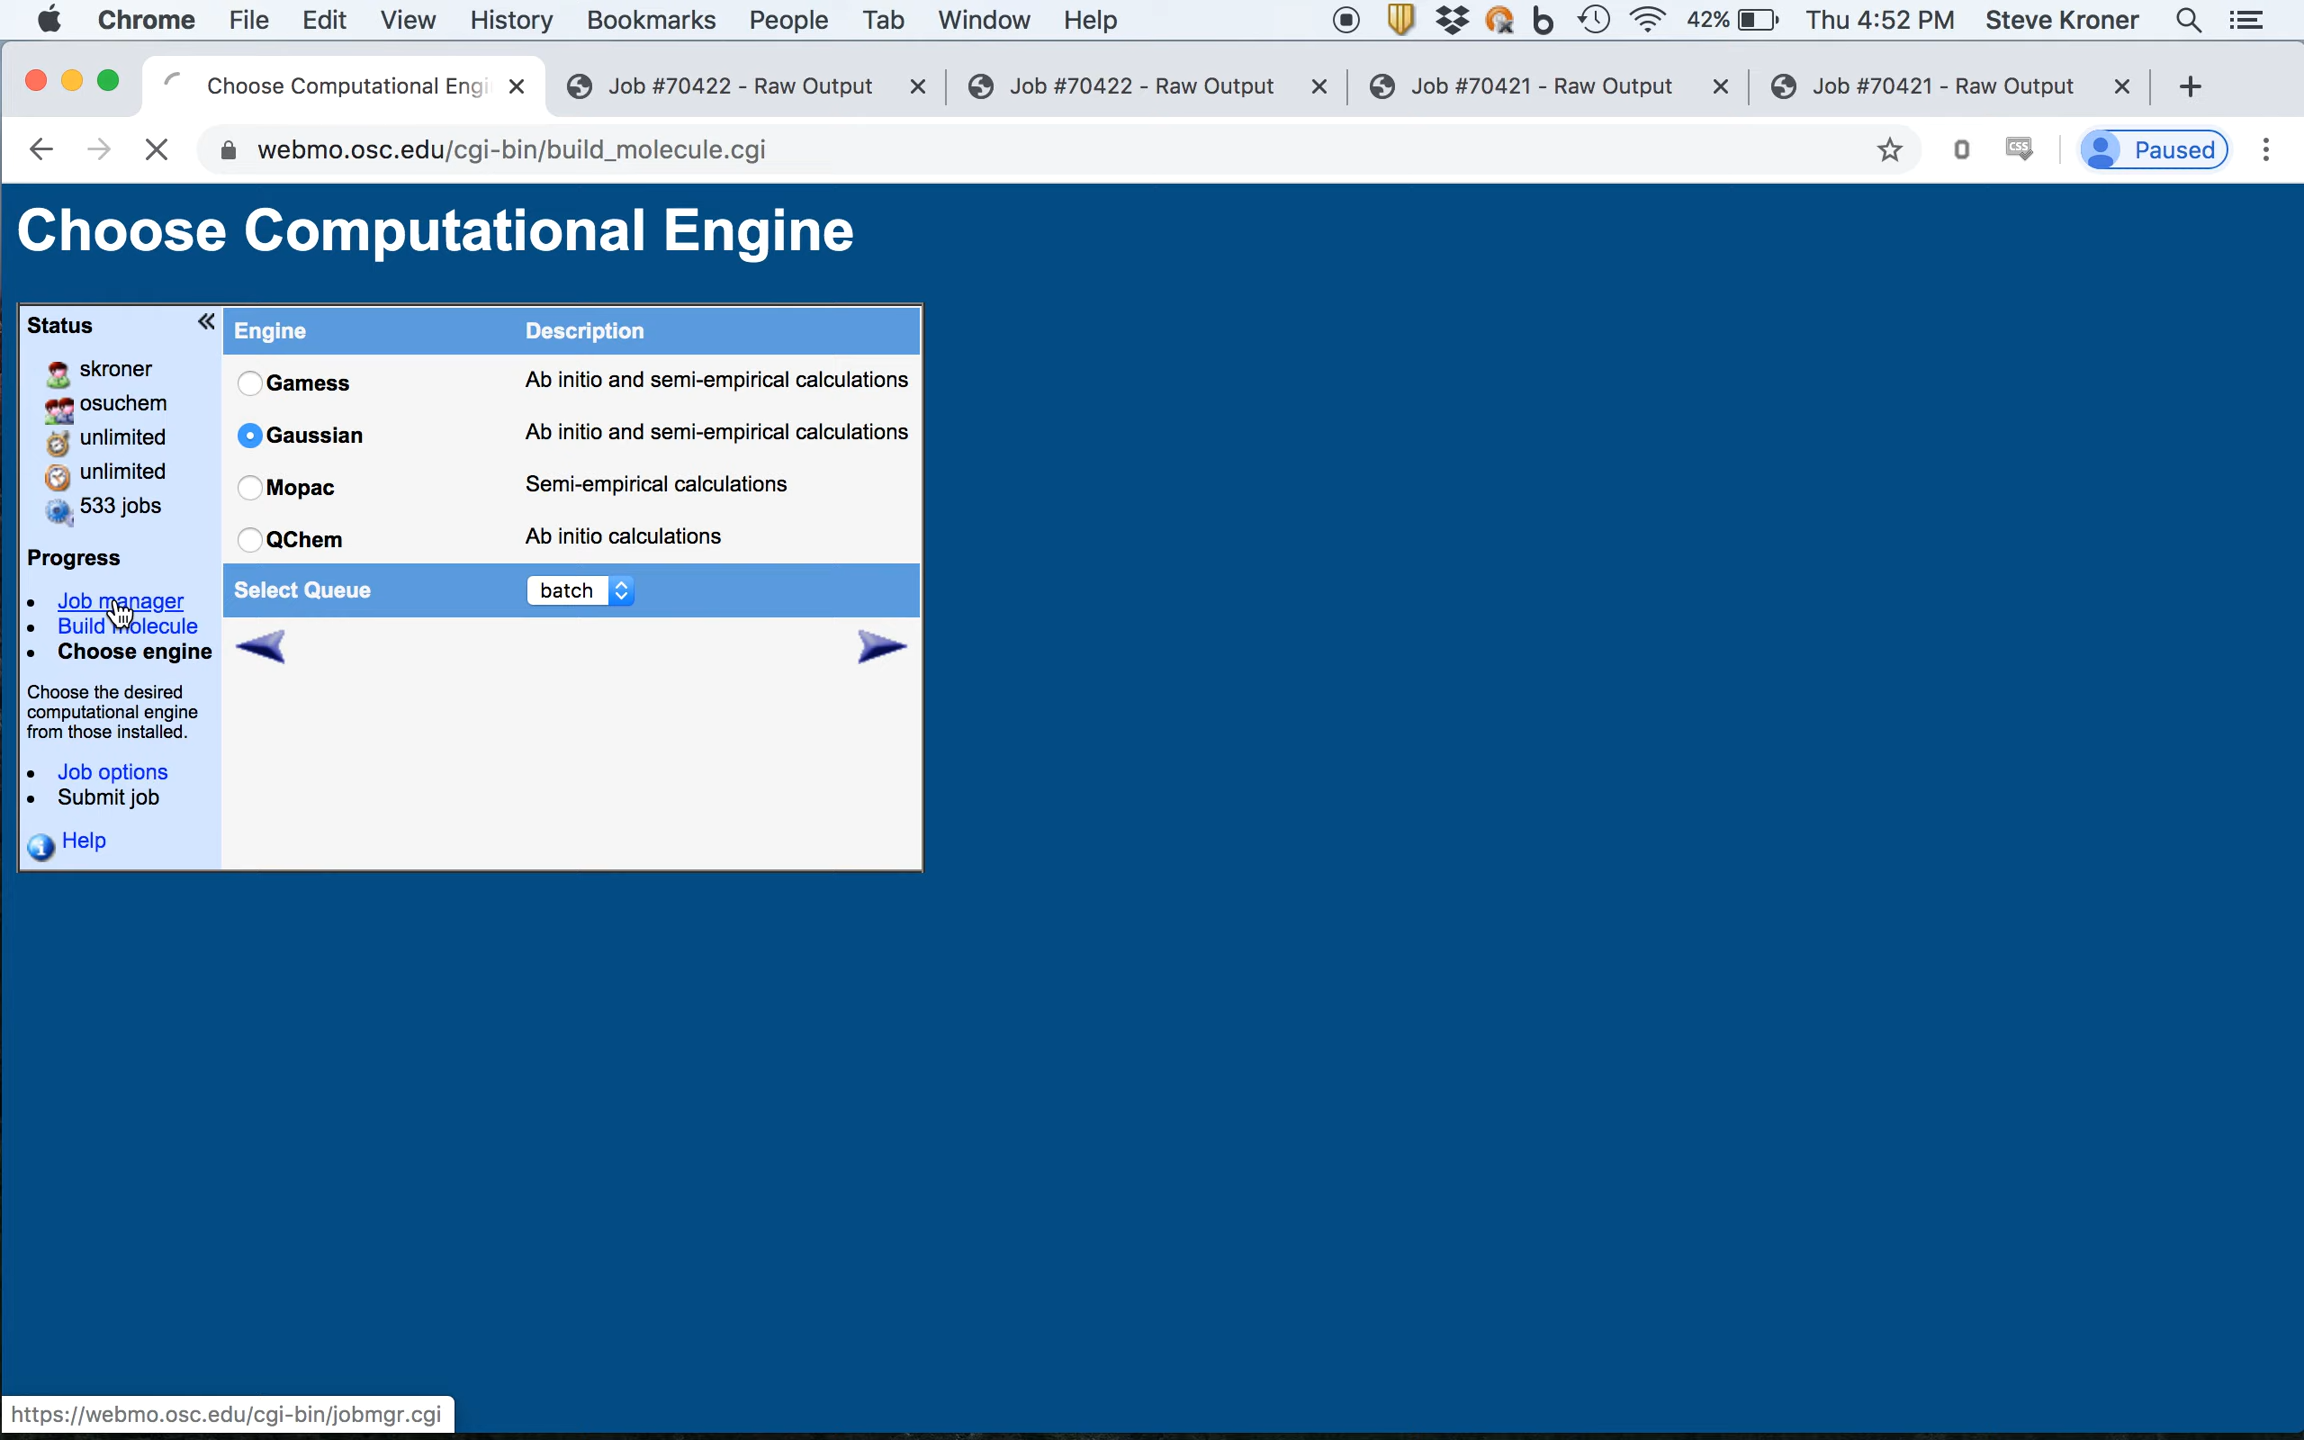 Chrome File Edit View History Bookmarks People Tab Window Help 42% Thu 4:52 PM Steve Kroner
Choose Computational Engi Job #70422 - Raw Output Job #70422 - Raw Output Job #70421 - Raw Output Job #70421 - Raw Output
webmo.osc.edu/cgi-bin/build_molecule.cgi CSS Paused
Choose Computational Engine
Status
skroner
osuchem
unlimited
unlimited
533 jobs
Progress
Job manager
Build molecule
Choose engine
Choose the desired
computational engine
from those installed.
Job options
Submit job
Help
Engine Description
Gamess Ab initio and semi-empirical calculations
Gaussian Ab initio and semi-empirical calculations
Mopac Semi-empirical calculations
QChem Ab initio calculations
Select Queue batch
https://webmo.osc.edu/cgi-bin/jobmgr.cgi